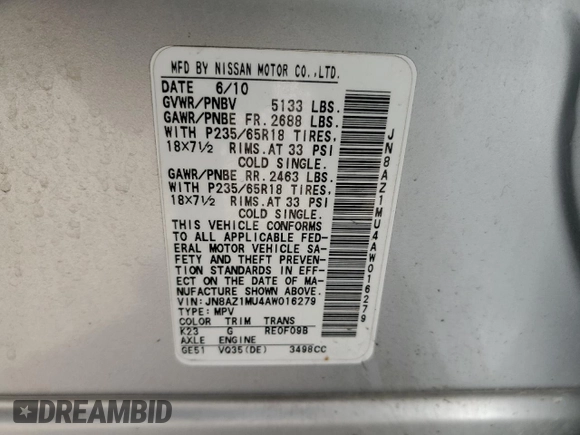 MFD BY NISSAN MOTOR CO.,LTD.
DATE 6/10
GVWR/PNBV 5133 LBS.
GAWR/PNBE FR. 2688 LBS.
WITH P235/65R18 TIRES,
18×7½ RIMS. AT 33 PSI
COLD SINGLE.
GAWR/PNBE RR. 2463 LBS.
WITH P235/65R18 TIRES,
18×7½ RIMS. AT 33 PSI
COLD SINGLE.
THIS VEHICLE CONFORMS
TO ALL APPLICABLE FED-
ERAL MOTOR VEHICLE SA-
FETY AND THEFT PREVEN-
TION STANDARDS IN EFF-
ECT ON THE DATE OF MA-
NUFACTURE SHOWN ABOVE.
VIN: JN8AZ1MU4AW016279
TYPE: MPV
COLOR TRIM TRANS
K23 G RE0F09B
AXLE ENGINE
GE51 VQ35(DE) 3498CC
JN8AZ1MU4AW016279
DREAMBID